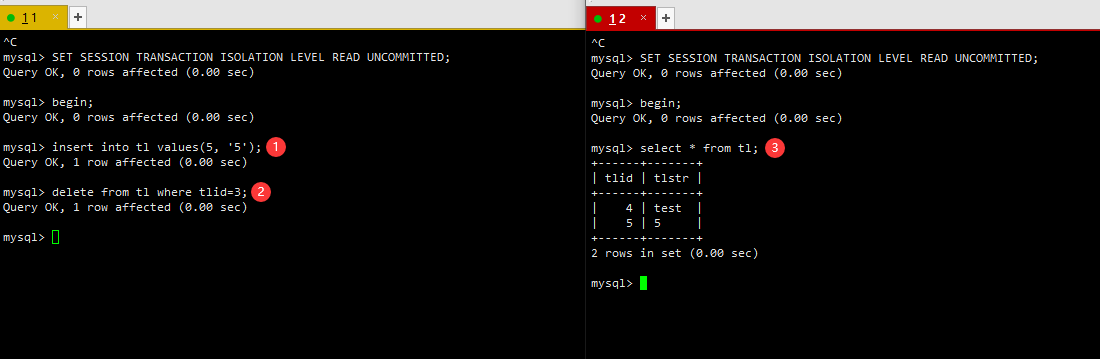 1 1 × +
^C
mysql> SET SESSION TRANSACTION ISOLATION LEVEL READ UNCOMMITTED;
Query OK, 0 rows affected (0.00 sec)
mysql> begin;
Query OK, 0 rows affected (0.00 sec)
mysql> insert into tl values(5, '5'); 1
Query OK, 1 row affected (0.00 sec)
mysql> delete from tl where tlid=3; 2
Query OK, 1 row affected (0.00 sec)
mysql>
1 2 × +
^C
mysql> SET SESSION TRANSACTION ISOLATION LEVEL READ UNCOMMITTED;
Query OK, 0 rows affected (0.00 sec)
mysql> begin;
Query OK, 0 rows affected (0.00 sec)
mysql> select * from tl; 3
+------+-------+
| tlid | tlstr |
+------+-------+
|    4 | test  |
|    5 | 5     |
+------+-------+
2 rows in set (0.00 sec)
mysql>